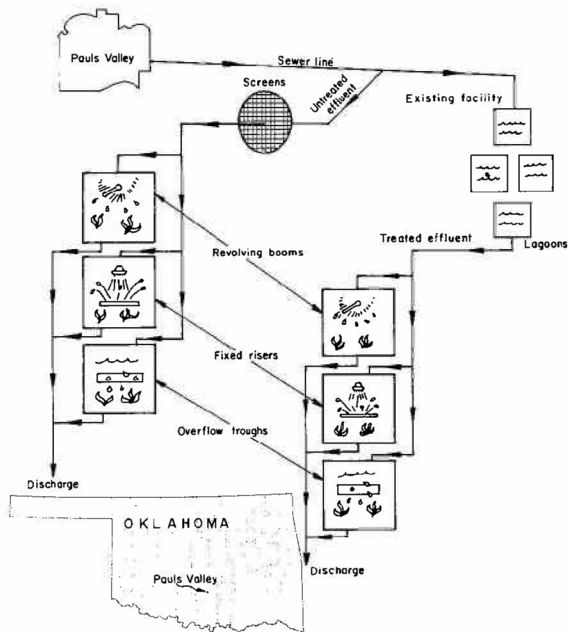 Pauls Valley
Sewer line
Screens
Untreated
effluent
Existing facility
Treated effluent
Lagoons
Revolving booms
Fixed risers
Overflow troughs
Discharge
OKLAHOMA
Pauls Valley
Discharge